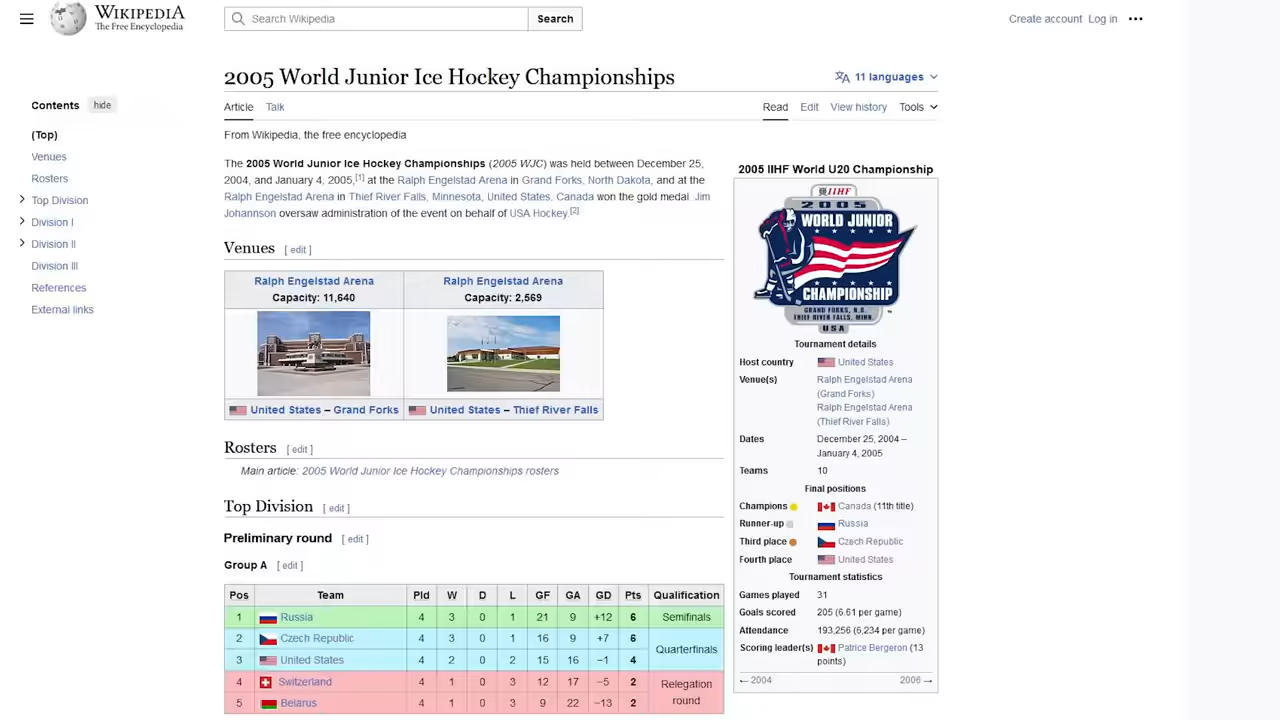 WIKIPEDIA
The Free Encyclopedia
Search Wikipedia
Search
Create account Log in
2005 World Junior Ice Hockey Championships
11 languages
Article Talk
Read Edit View history Tools
From Wikipedia, the free encyclopedia
Contents hide
(Top)
Venues
Rosters
Top Division
Division I
Division II
Division III
References
External links
The 2005 World Junior Ice Hockey Championships (2005 WJC) was held between December 25,
2004, and January 4, 2005,[1] at the Ralph Engelstad Arena in Grand Forks, North Dakota, and at the
Ralph Engelstad Arena in Thief River Falls, Minnesota, United States. Canada won the gold medal. Jim
Johannson oversaw administration of the event on behalf of USA Hockey.[2]
Venues [ edit ]
Ralph Engelstad Arena Ralph Engelstad Arena
Capacity: 11,640 Capacity: 2,569
United States – Grand Forks United States – Thief River Falls
Rosters [ edit ]
Main article: 2005 World Junior Ice Hockey Championships rosters
Top Division [ edit ]
Preliminary round [ edit ]
Group A [ edit ]
Pos Team Pld W D L GF GA GD Pts Qualification
1 Russia 4 3 0 1 21 9 +12 6 Semifinals
2 Czech Republic 4 3 0 1 16 9 +7 6 Quarterfinals
3 United States 4 2 0 2 15 16 −1 4
4 Switzerland 4 1 0 3 12 17 −5 2 Relegation
round
5 Belarus 4 1 0 3 9 22 −13 2
2005 IIHF World U20 Championship
IIHF
2005
WORLD JUNIOR
CHAMPIONSHIP
GRAND FORKS, N.D.
THIEF RIVER FALLS, MINN.
USA
Tournament details
Host country United States
Venue(s) Ralph Engelstad Arena
(Grand Forks)
Ralph Engelstad Arena
(Thief River Falls)
Dates December 25, 2004 –
January 4, 2005
Teams 10
Final positions
Champions Canada (11th title)
Runner-up Russia
Third place Czech Republic
Fourth place United States
Tournament statistics
Games played 31
Goals scored 205 (6.61 per game)
Attendance 193,256 (6,234 per game)
Scoring leader(s) Patrice Bergeron (13
points)
← 2004 2006 →